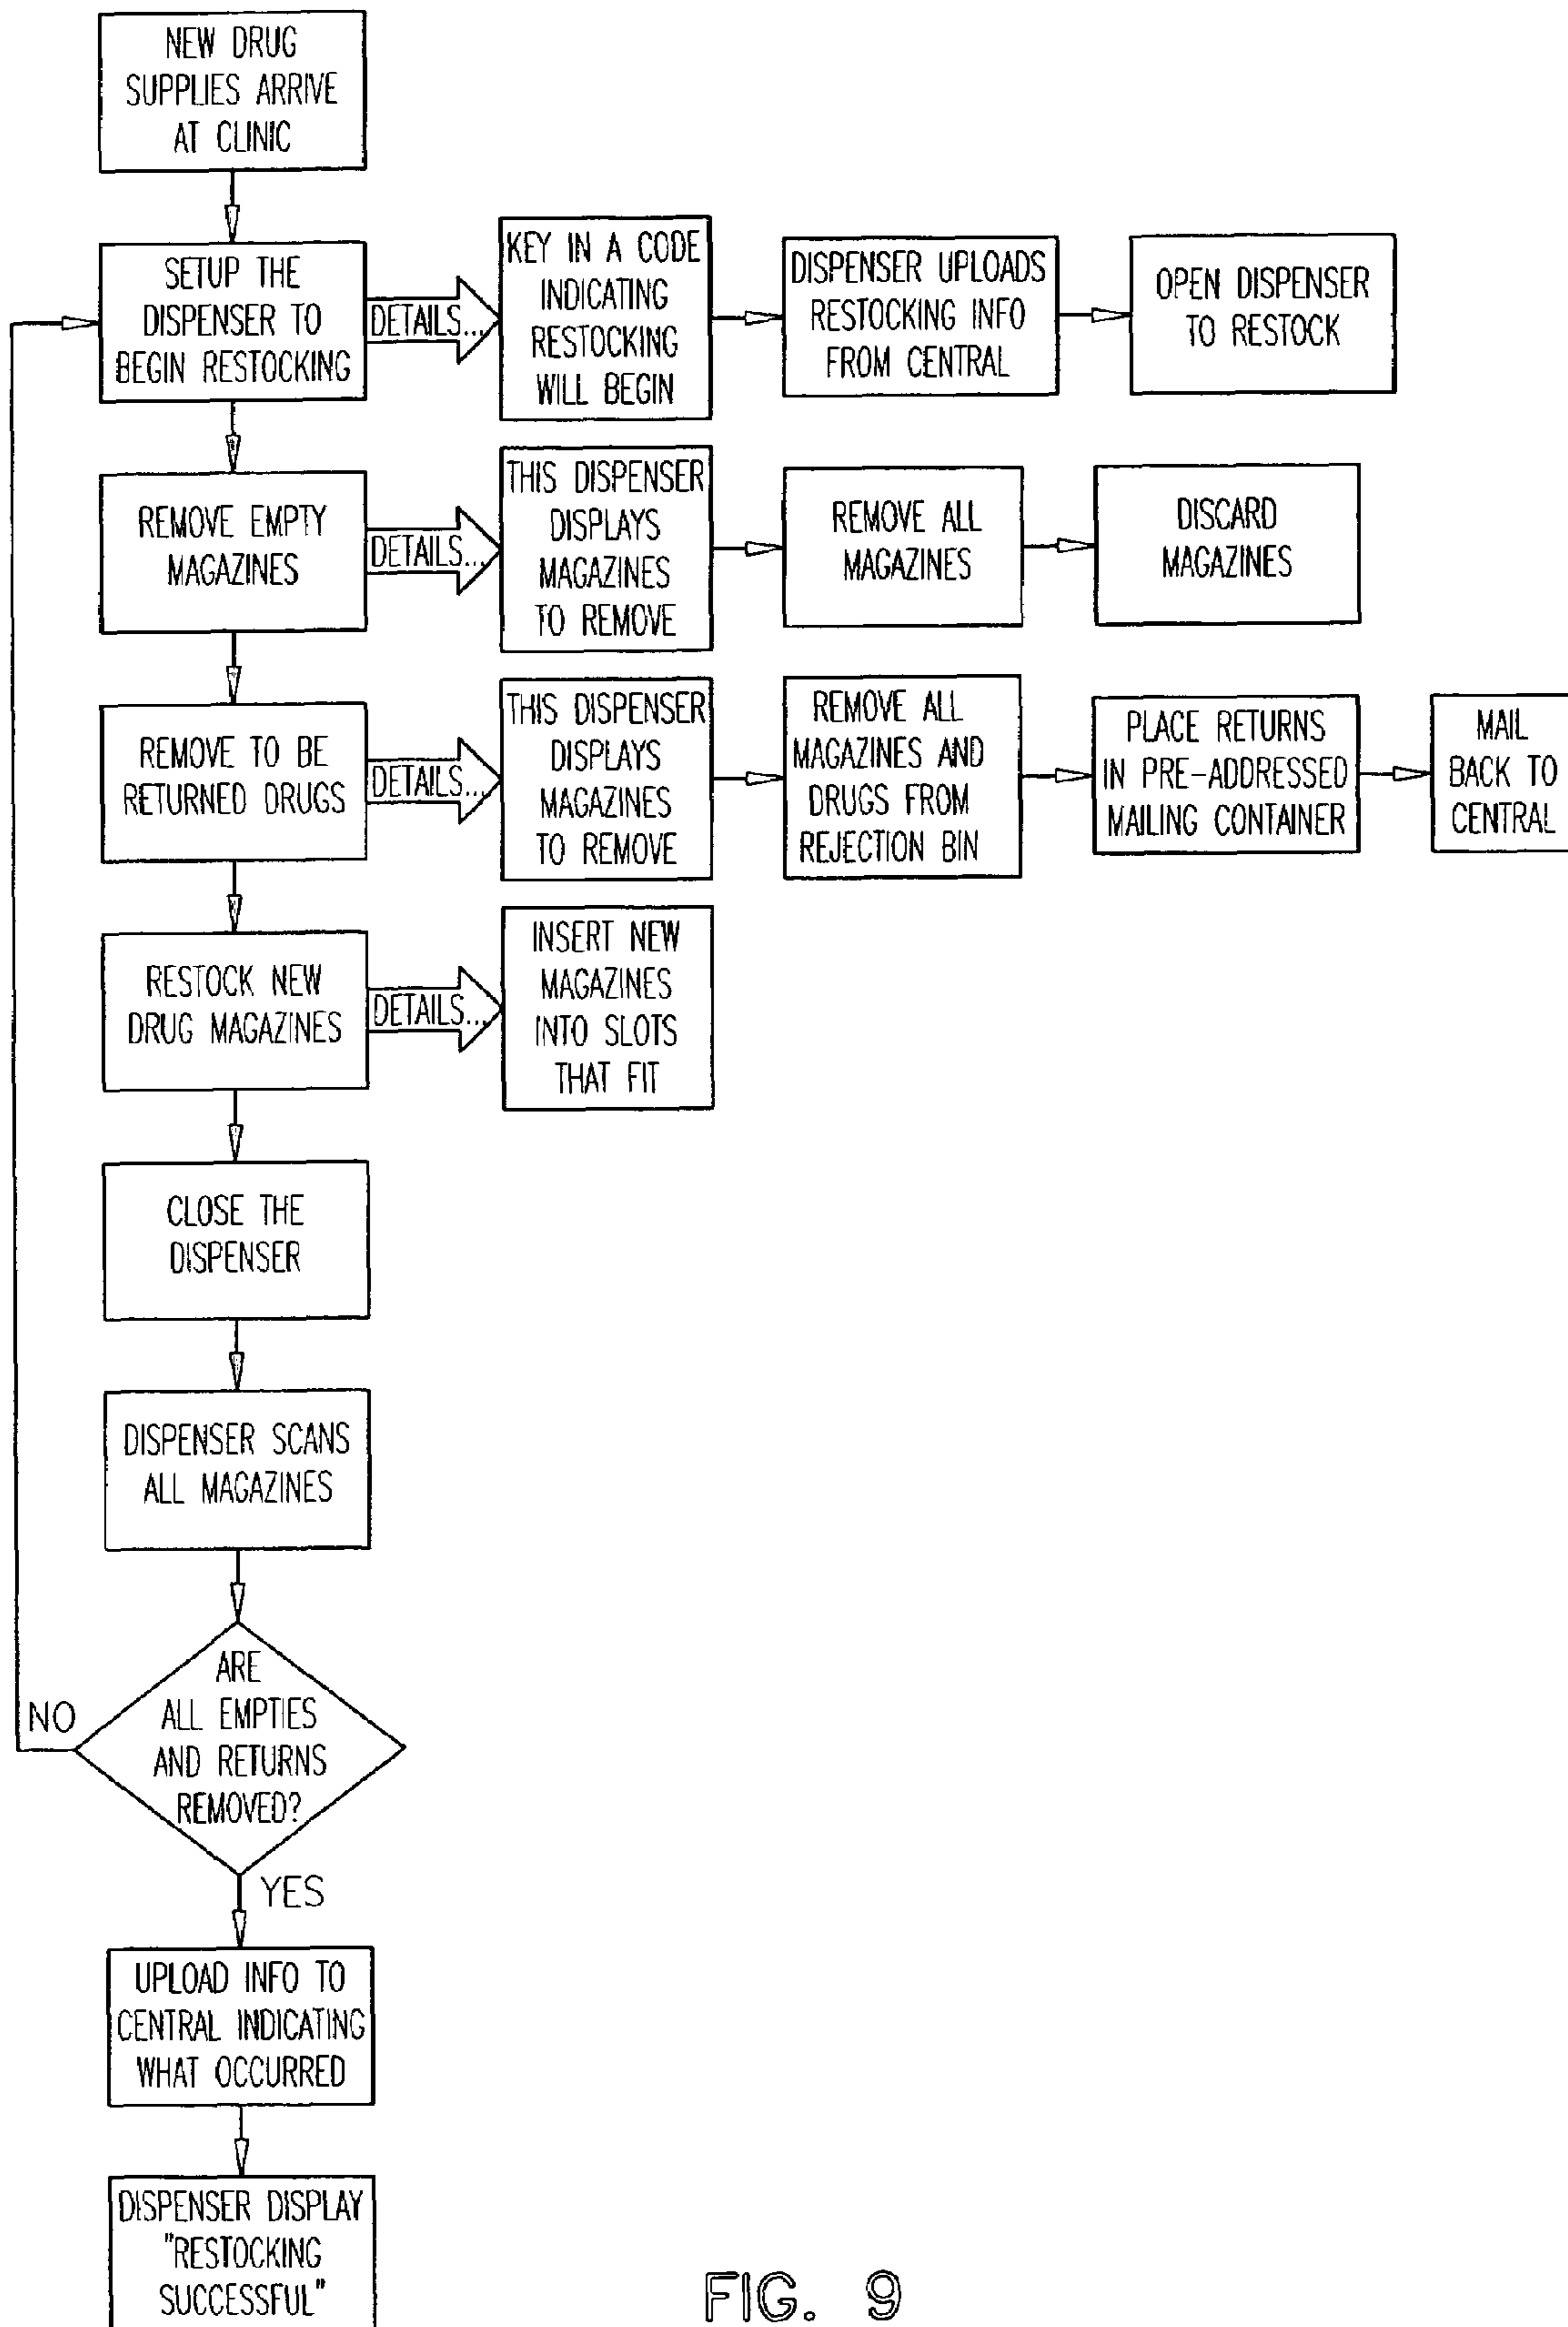 NEW DRUG
SUPPLIES ARRIVE
AT CLINIC
SETUP THE
DISPENSER TO
BEGIN RESTOCKING
DETAILS...
KEY IN A CODE
INDICATING
RESTOCKING
WILL BEGIN
DISPENSER UPLOADS
RESTOCKING INFO
FROM CENTRAL
OPEN DISPENSER
TO RESTOCK
REMOVE EMPTY
MAGAZINES
DETAILS...
THIS DISPENSER
DISPLAYS
MAGAZINES
TO REMOVE
REMOVE ALL
MAGAZINES
DISCARD
MAGAZINES
REMOVE TO BE
RETURNED DRUGS
DETAILS...
THIS DISPENSER
DISPLAYS
MAGAZINES
TO REMOVE
REMOVE ALL
MAGAZINES AND
DRUGS FROM
REJECTION BIN
PLACE RETURNS
IN PRE-ADDRESSED
MAILING CONTAINER
MAIL
BACK TO
CENTRAL
RESTOCK NEW
DRUG MAGAZINES
DETAILS...
INSERT NEW
MAGAZINES
INTO SLOTS
THAT FIT
CLOSE THE
DISPENSER
DISPENSER SCANS
ALL MAGAZINES
ARE
ALL EMPTIES
AND RETURNS
REMOVED?
NO
YES
UPLOAD INFO TO
CENTRAL INDICATING
WHAT OCCURRED
DISPENSER DISPLAY
"RESTOCKING
SUCCESSFUL"
FIG. 9